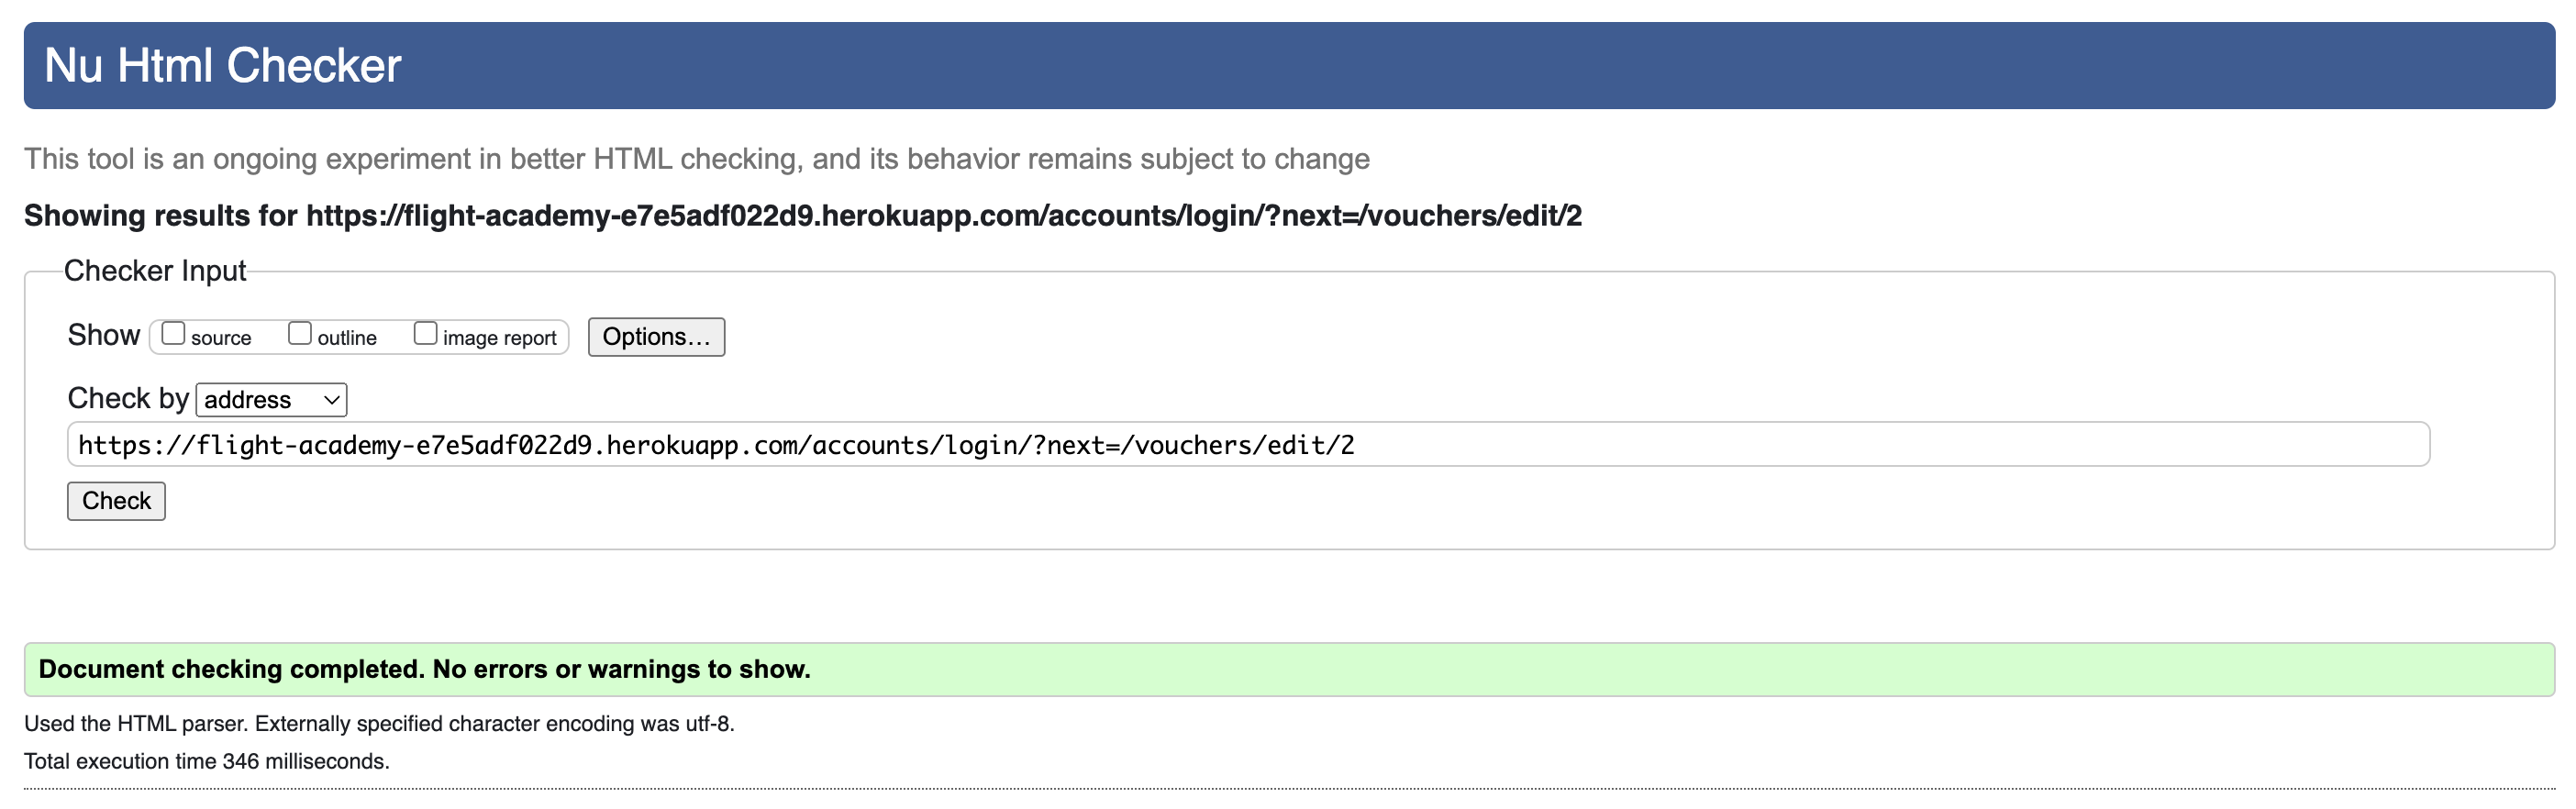 Nu Html Checker
This tool is an ongoing experiment in better HTML checking, and its behavior remains subject to change
Showing results for https://flight-academy-e7e5adf022d9.herokuapp.com/accounts/login/?next=/vouchers/edit/2
Checker Input
Show source outline image report Options...
Check by address
https://flight-academy-e7e5adf022d9.herokuapp.com/accounts/login/?next=/vouchers/edit/2
Check
Document checking completed. No errors or warnings to show.
Used the HTML parser. Externally specified character encoding was utf-8.
Total execution time 346 milliseconds.